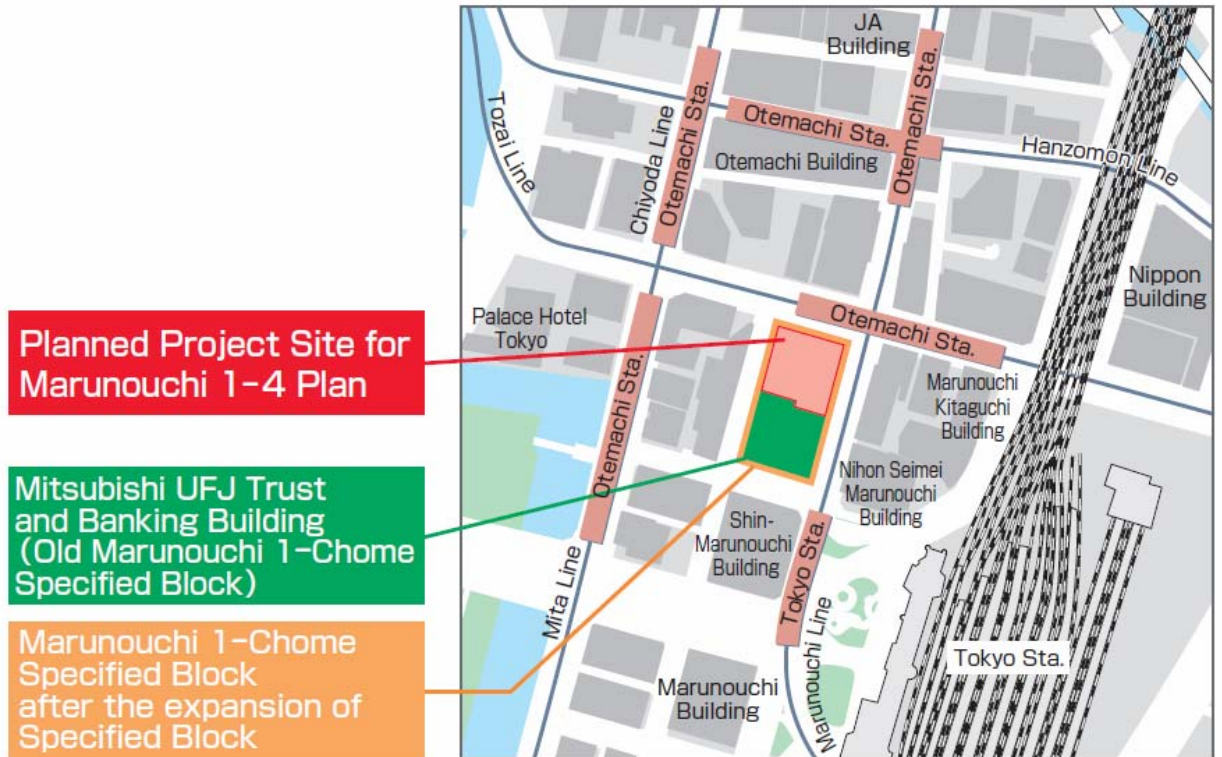 JA
Building
Otemachi Sta.
Otemachi Sta.
Otemachi Sta.
Tozai Line
Chiyoda Line
Otemachi Building
Hanzomon Line
Nippon
Building
Palace Hotel
Tokyo
Otemachi Sta.
Otemachi Sta.
Planned Project Site for
Marunouchi 1-4 Plan
Marunouchi
Kitaguchi
Building
Mitsubishi UFJ Trust
and Banking Building
(Old Marunouchi 1-Chome
Specified Block)
Nihon Seimei
Marunouchi
Building
Shin-
Marunouchi
Building
Tokyo Sta.
Mita Line
Marunouchi Line
Marunouchi 1-Chome
Specified Block
after the expansion of
Specified Block
Tokyo Sta.
Marunouchi
Building